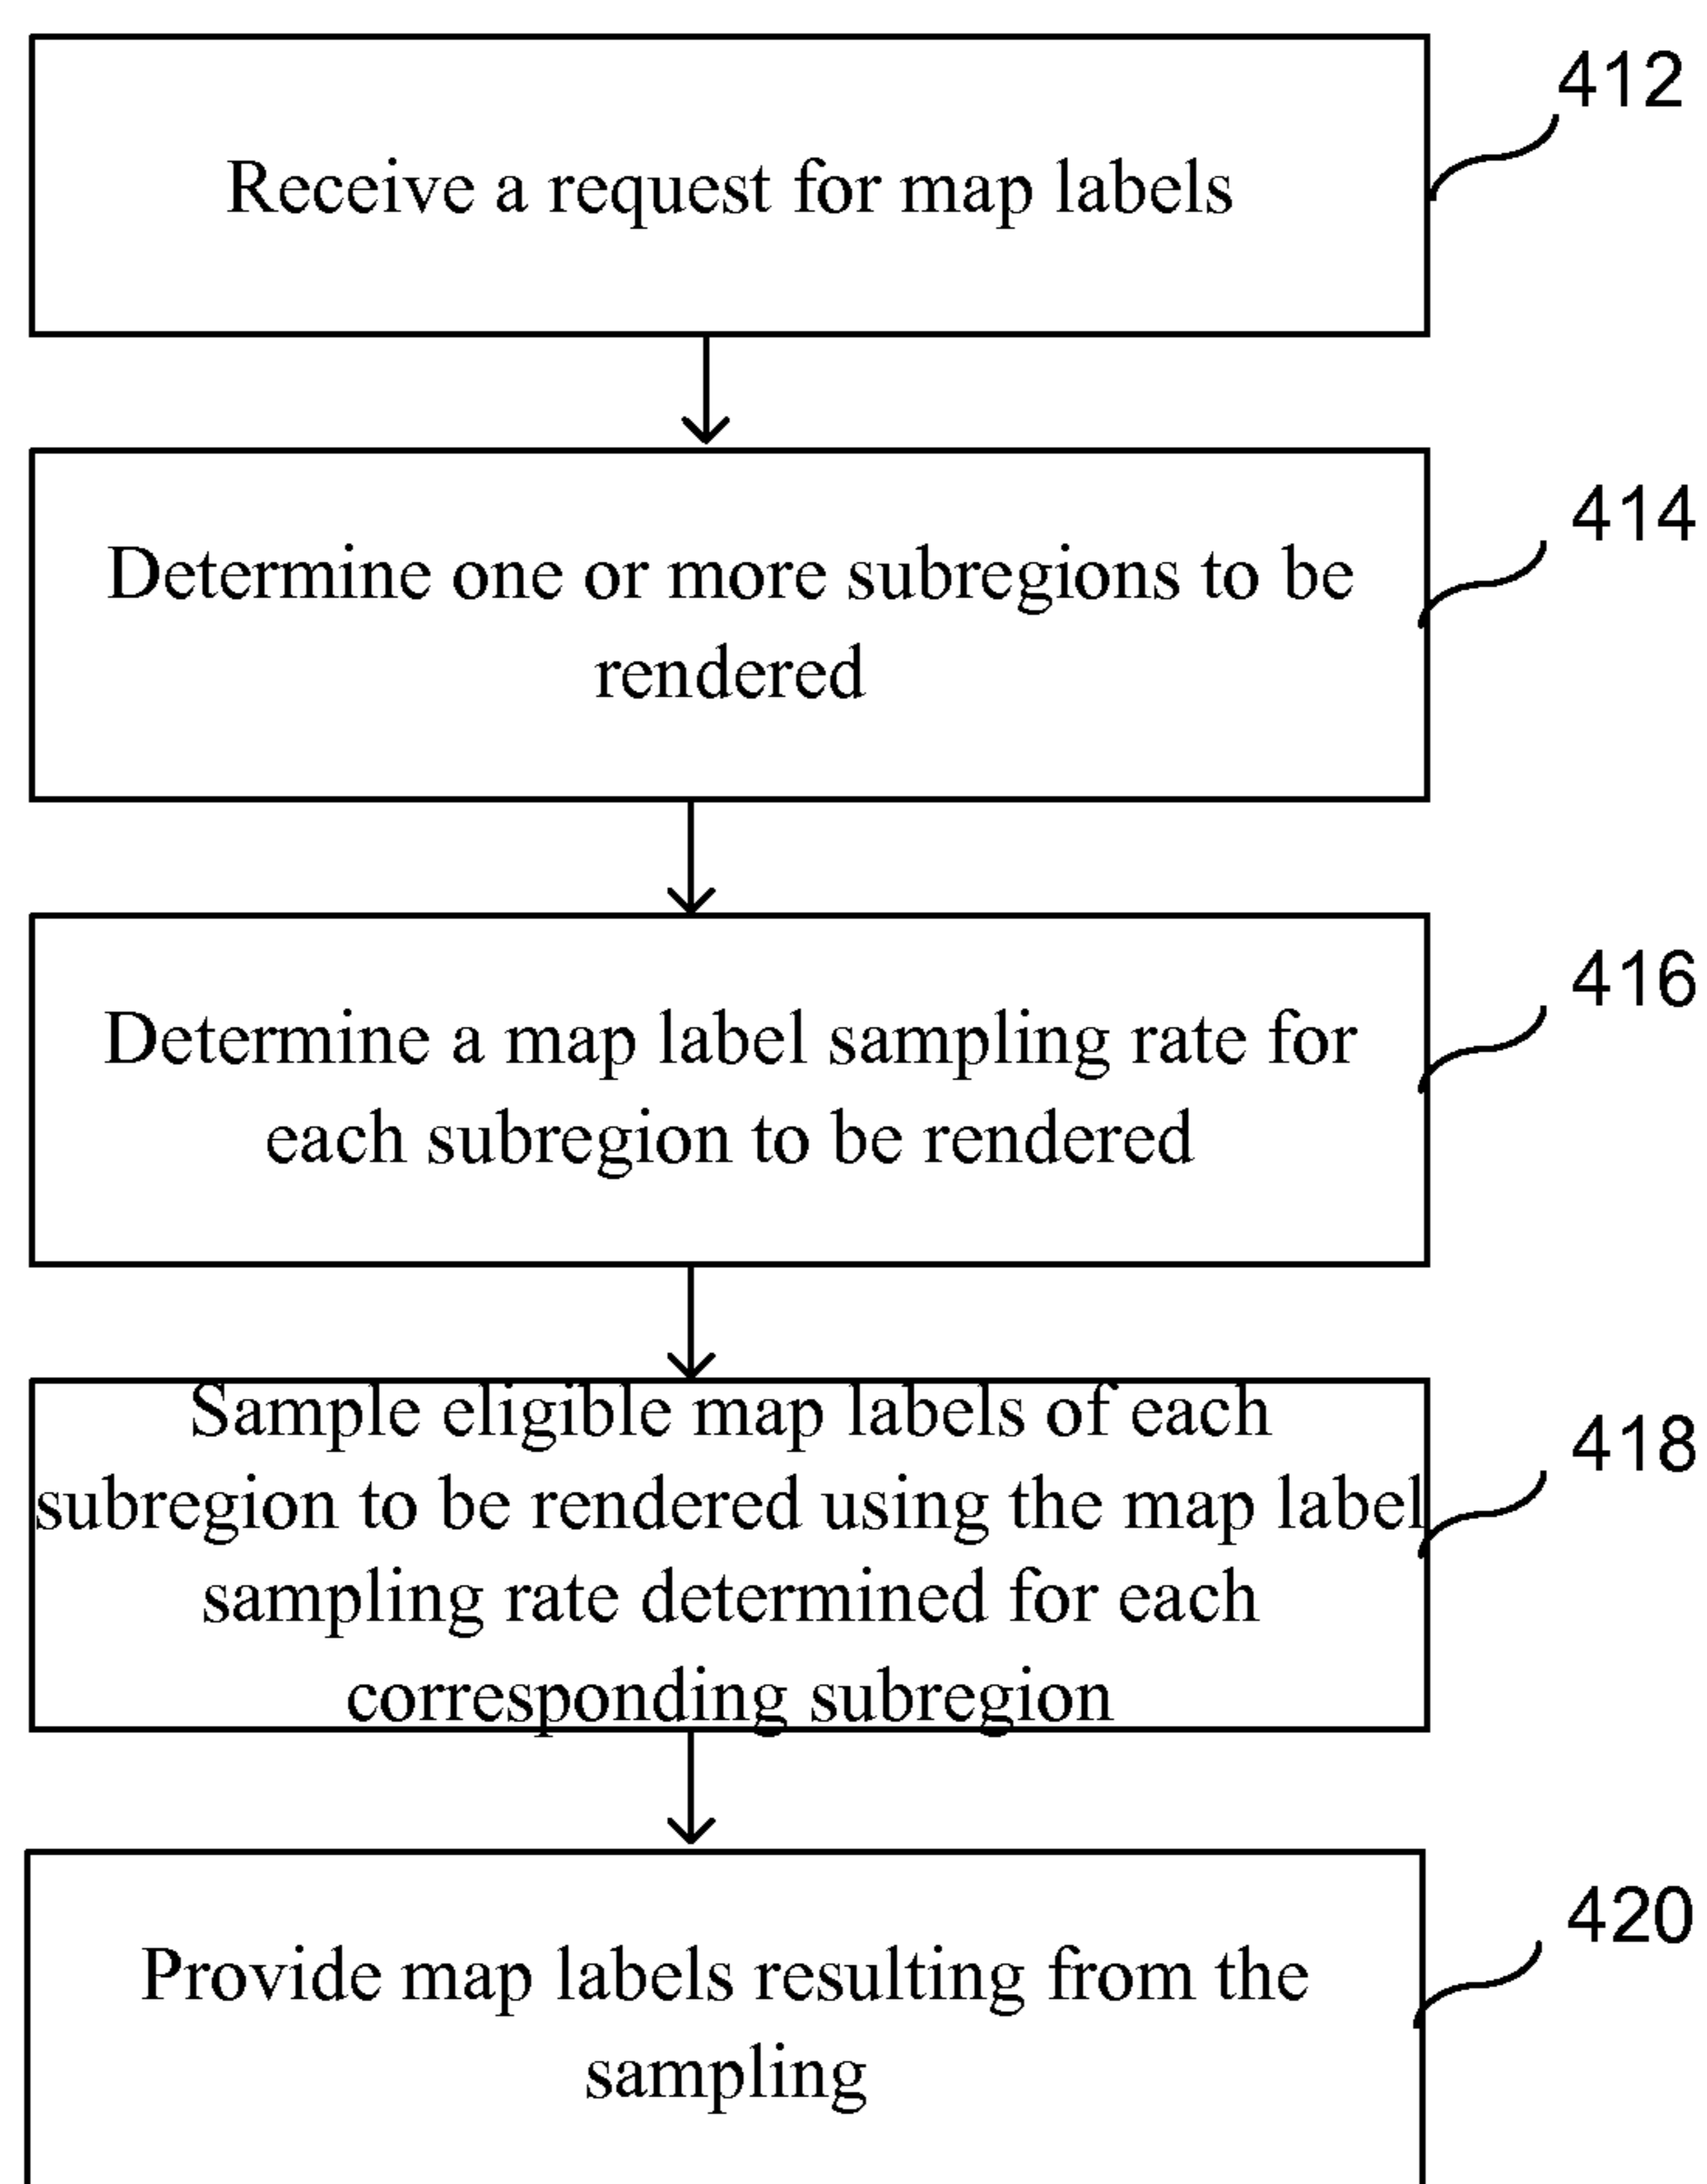 412
Receive a request for map labels
414
Determine one or more subregions to be
rendered
416
Determine a map label sampling rate for
each subregion to be rendered
418
Sample eligible map labels of each
subregion to be rendered using the map label
sampling rate determined for each
corresponding subregion
420
Provide map labels resulting from the
sampling